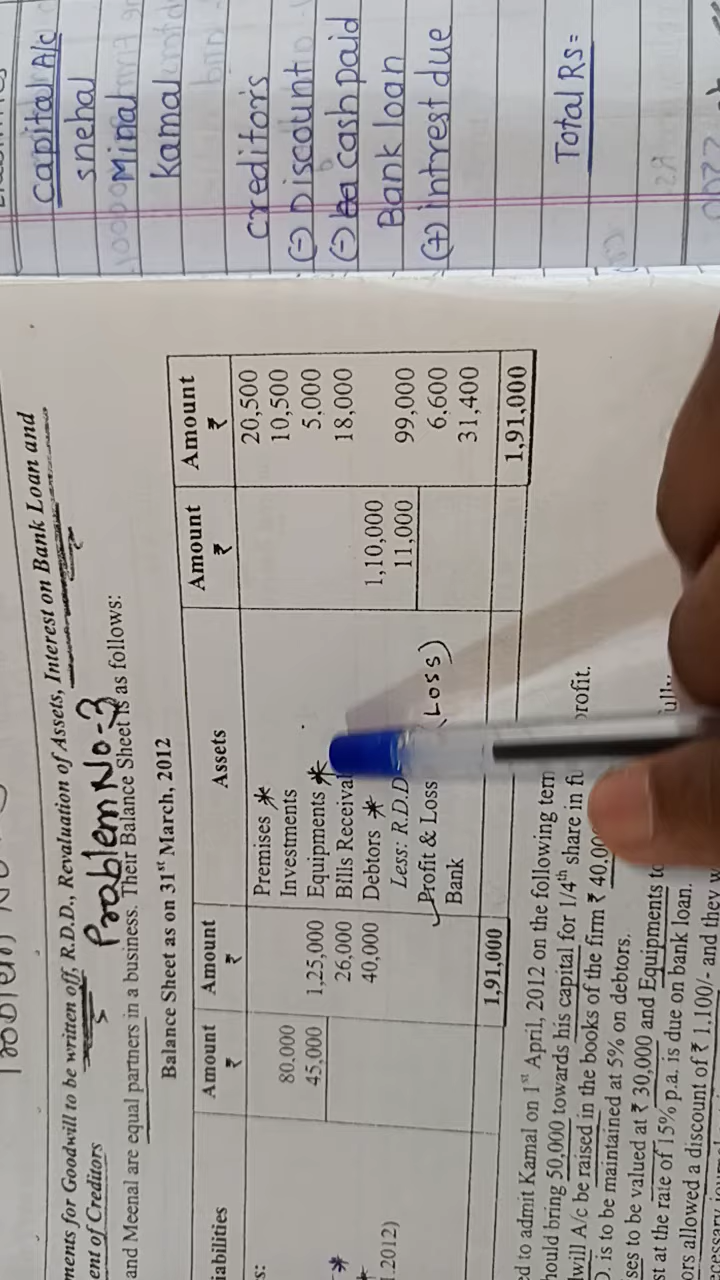 Capital A/c
snehal
Minal
kamal
creditors
(-) Discount
(-) cash paid
Bank loan
(+) intrest due
Total RS=
ments for Goodwill to be written off, R.D.D., Revaluation of Assets, Interest on Bank Loan and
ent of Creditors
Problem No-3
and Meenal are equal partners in a business. Their Balance Sheet is as follows:
Balance Sheet as on 31st March, 2012
iabilities Amount ₹ Amount ₹ Assets Amount ₹ Amount ₹
s: Premises * 20,500
80,000 Investments 10,500
45,000 1,25,000 Equipments * 5,000
* 26,000 Bills Receivab 18,000
40,000 Debtors * 1,10,000
.2012) Less: R.D.D 11,000 99,000
Profit & Loss (Loss) 6,600
Bank 31,400
1,91,000 1,91,000
ed to admit Kamal on 1st April, 2012 on the following term
hould bring 50,000 towards his capital for 1/4th share in fu rofit.
will A/c be raised in the books of the firm ₹ 40,00
D. is to be maintained at 5% on debtors.
ses to be valued at ₹ 30,000 and Equipments to
st at the rate of 15% p.a. is due on bank loan.
ors allowed a discount of ₹ 1,100/- and they w